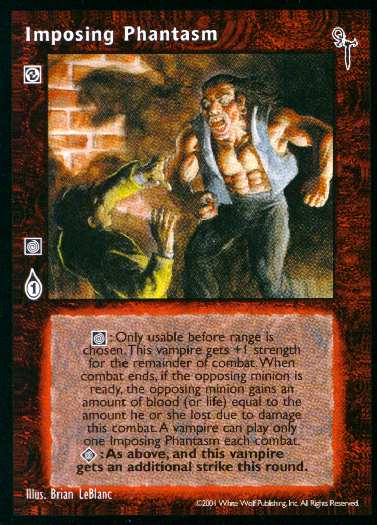 Imposing Phantasm
1
: Only usable before range is
chosen. This vampire gets +1 strength
for the remainder of combat. When
combat ends, if the opposing minion is
ready, the opposing minion gains an
amount of blood (or life) equal to the
amount he or she lost due to damage
this combat. A vampire can play only
one Imposing Phantasm each combat.
: As above, and this vampire
gets an additional strike this round.
Illus. Brian LeBlanc
©2001 White Wolf Publishing, Inc. All Rights Reserved.